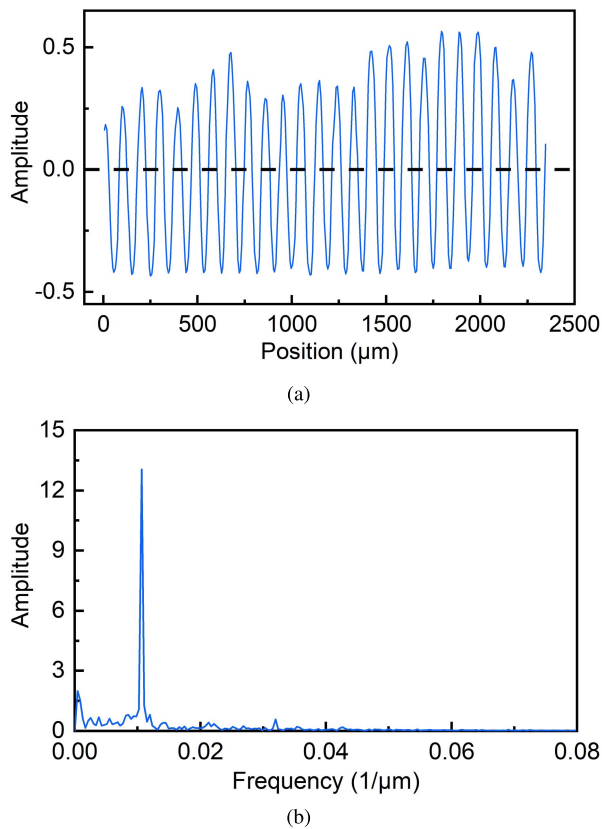 0.5
0.0
-0.5
Amplitude
0 500 1000 1500 2000 2500
Position (μm)
(a)
15
12
9
6
3
0
Amplitude
0.00 0.02 0.04 0.06 0.08
Frequency (1/μm)
(b)